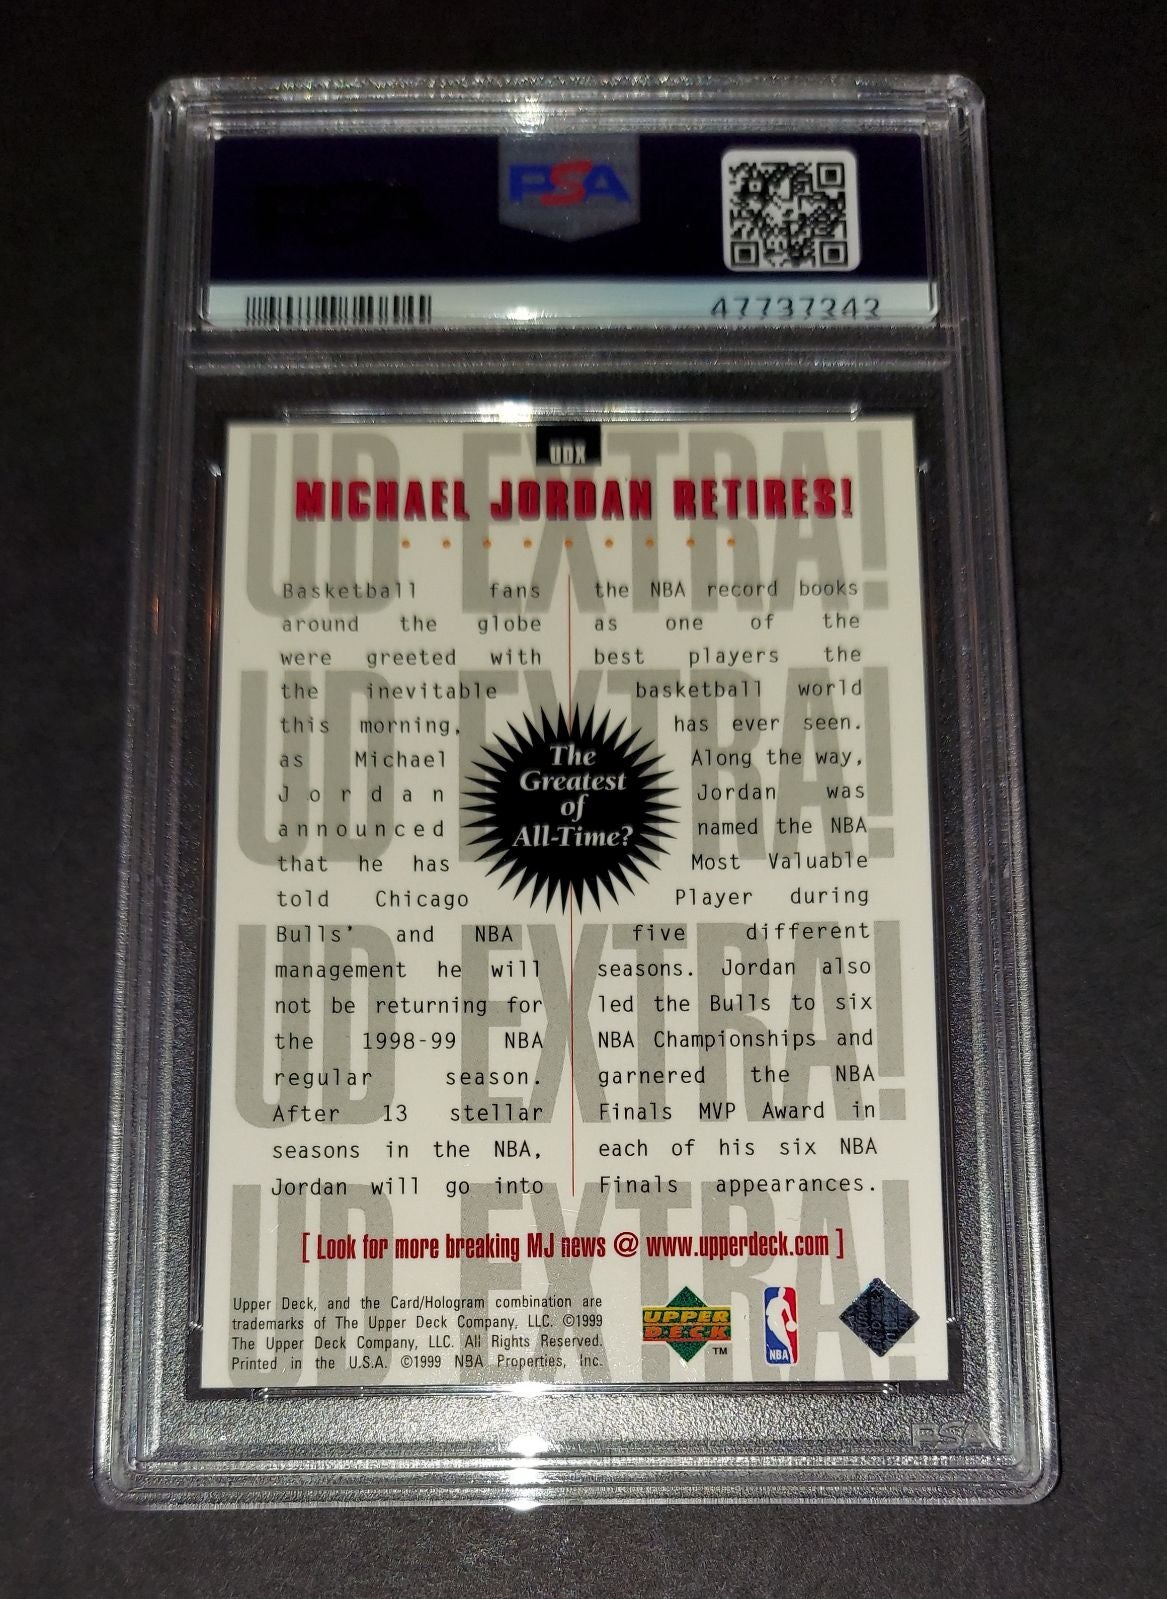 PSA
47737343
UDX
UD EXTRA!
MICHAEL JORDAN RETIRES!
Basketball fans
around the globe
were greeted with
the inevitable
this morning,
as Michael
Jordan
announced
that he has
told Chicago
Bulls' and NBA
management he will
not be returning for
the 1998-99 NBA
regular season.
After 13 stellar
seasons in the NBA,
Jordan will go into
the NBA record books
as one of the
best players the
basketball world
has ever seen.
Along the way,
Jordan was
named the NBA
Most Valuable
Player during
five different
seasons. Jordan also
led the Bulls to six
NBA Championships and
garnered the NBA
Finals MVP Award in
each of his six NBA
Finals appearances.
The
Greatest
of
All-Time?
UD EXTRA!
UD EXTRA!
UD EXTRA!
[ Look for more breaking MJ news @ www.upperdeck.com ]
Upper Deck, and the Card/Hologram combination are
trademarks of The Upper Deck Company, LLC. ©1999
The Upper Deck Company, LLC. All Rights Reserved.
Printed in the U.S.A. ©1999 NBA Properties, Inc.
UPPER
DECK
TM
NBA
PSA